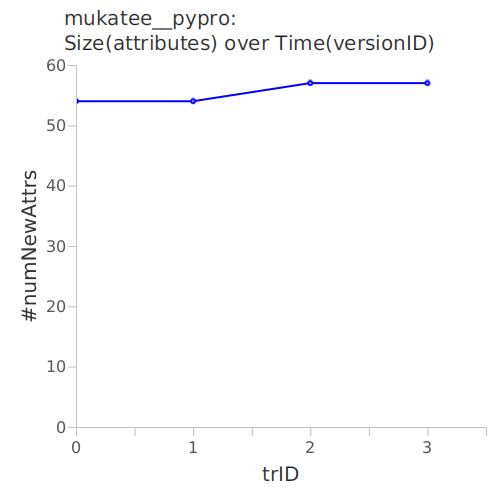 mukatee__pypro:
Size(attributes) over Time(versionID)
60
50
40
30
20
10
0
#numNewAttrs
0 1 2 3
trID